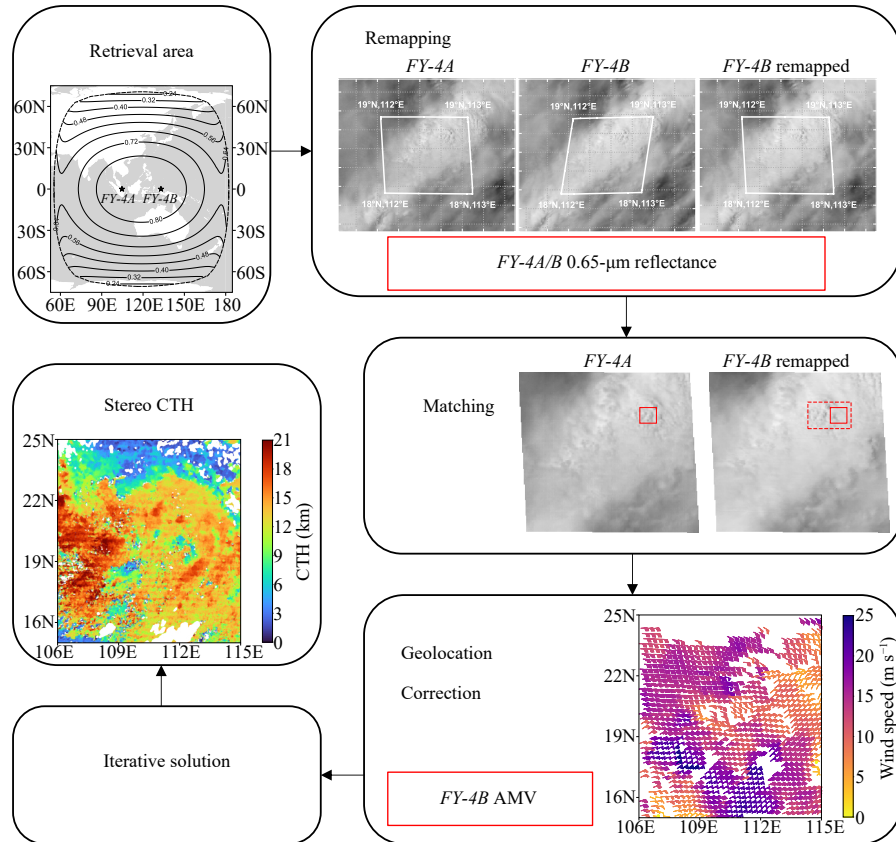 Retrieval area
0.24
0.32
0.40
0.48
0.56
0.64
0.72
0.80
0.56
0.48
0.40
0.32
0.24
60N
30N
0
30S
60S
60N
30N
0
30S
60S
FY-4A FY-4B
60E 90E 120E 150E 180
Remapping
FY-4A
FY-4B
FY-4B remapped
19°N,112°E 19°N,113°E
18°N,112°E 18°N,113°E
19°N,112°E 19°N,113°E
18°N,112°E 18°N,113°E
19°N,112°E 19°N,113°E
18°N,112°E 18°N,113°E
FY-4A/B 0.65-μm reflectance
Matching
FY-4A
FY-4B remapped
Geolocation
Correction
FY-4B AMV
25N
22N
19N
16N
15N
106E 109E 112E 115E
25
20
15
10
5
0
Wind speed (m s⁻¹)
Iterative solution
Stereo CTH
25N
22N
19N
16N
15N
106E 109E 112E 115E
21
18
15
12
9
6
3
0
CTH (km)